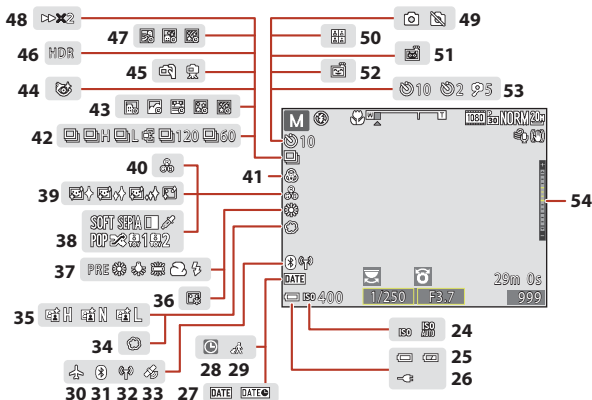 48 2 47 50 49
46 HDR 51
45 52
44 10 2 5 53
43 M W T 1080 30 NORM 20m
42 H L 120 60 10
40
41
39 54
38 SOFT SEPIA
POP 1 2
37 PRE
36 DATE 29m 0s
35 H N L ISO 400 1/250 F3.7 999
34 ISO ISO AUTO 24
28 29 25
30 31 32 33 27 DATE DATE 26